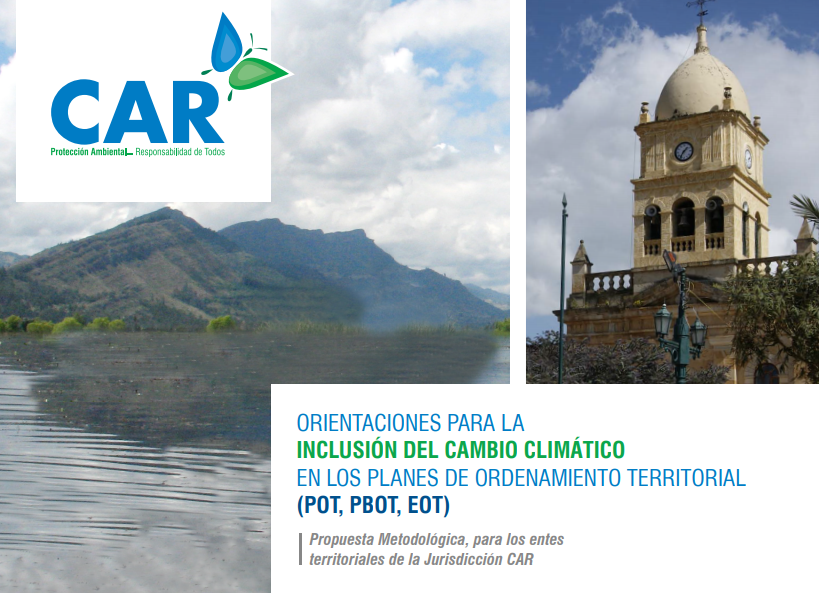 CAR
Protección Ambiental... Responsabilidad de Todos
ORIENTACIONES PARA LA
INCLUSIÓN DEL CAMBIO CLIMÁTICO
EN LOS PLANES DE ORDENAMIENTO TERRITORIAL
(POT, PBOT, EOT)
Propuesta Metodológica, para los entes
territoriales de la Jurisdicción CAR